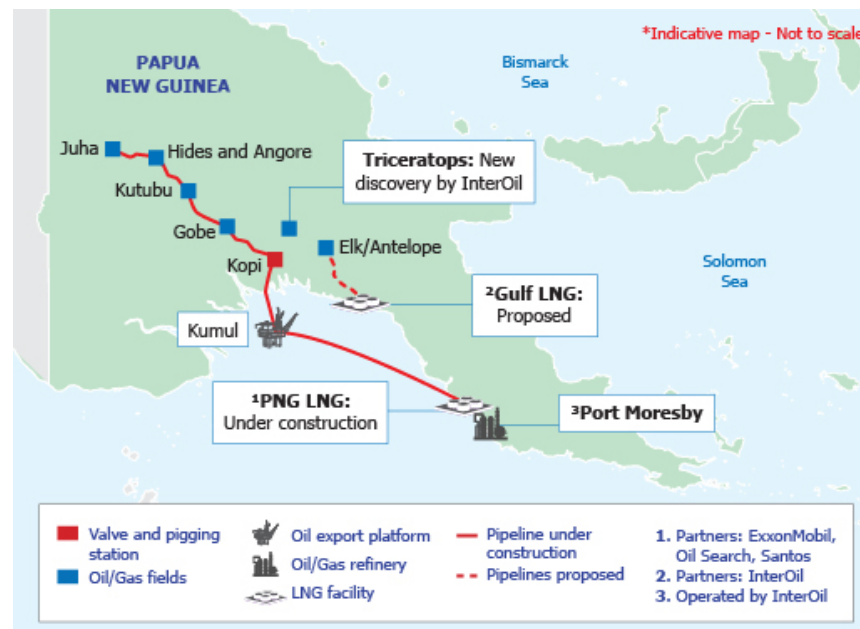 *Indicative map - Not to scale
PAPUA
NEW GUINEA
Bismarck
Sea
Juha
Hides and Angore
Triceratops: New
discovery by InterOil
Kutubu
Gobe
Elk/Antelope
Kopi
Solomon
Sea
²Gulf LNG:
Proposed
Kumul
¹PNG LNG:
Under construction
³Port Moresby
Valve and pigging
station
Oil/Gas fields
Oil export platform
Oil/Gas refinery
LNG facility
Pipeline under
construction
Pipelines proposed
1. Partners: ExxonMobil,
Oil Search, Santos
2. Partners: InterOil
3. Operated by InterOil